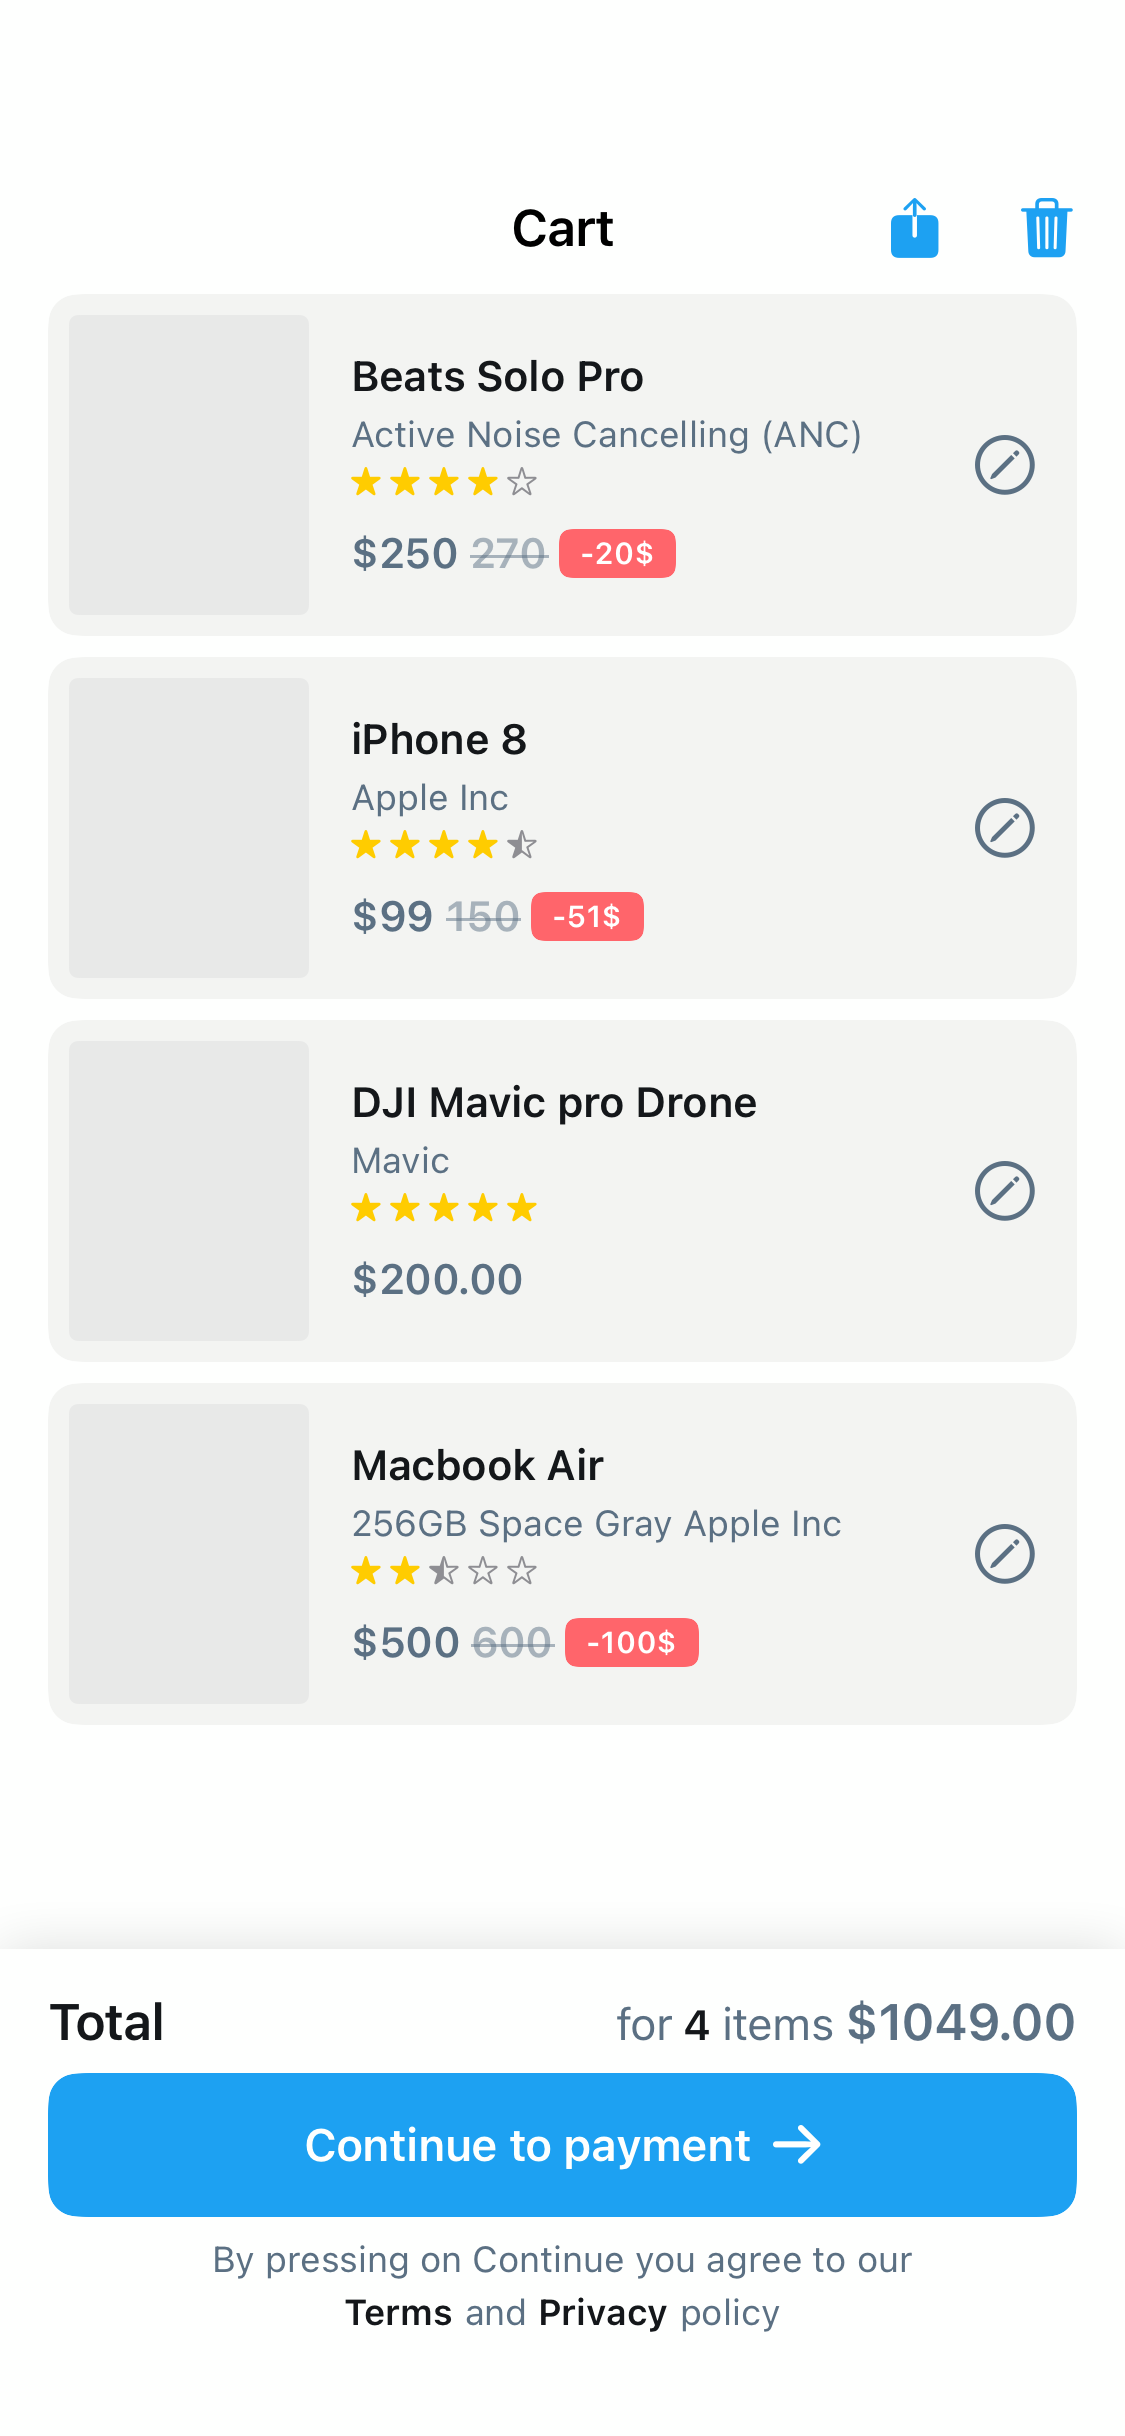 Cart
Beats Solo Pro
Active Noise Cancelling (ANC)
$250 270 -20$
iPhone 8
Apple Inc
$99 150 -51$
DJI Mavic pro Drone
Mavic
$200.00
Macbook Air
256GB Space Gray Apple Inc
$500 600 -100$
Total for 4 items $1049.00
Continue to payment
By pressing on Continue you agree to our
Terms and Privacy policy